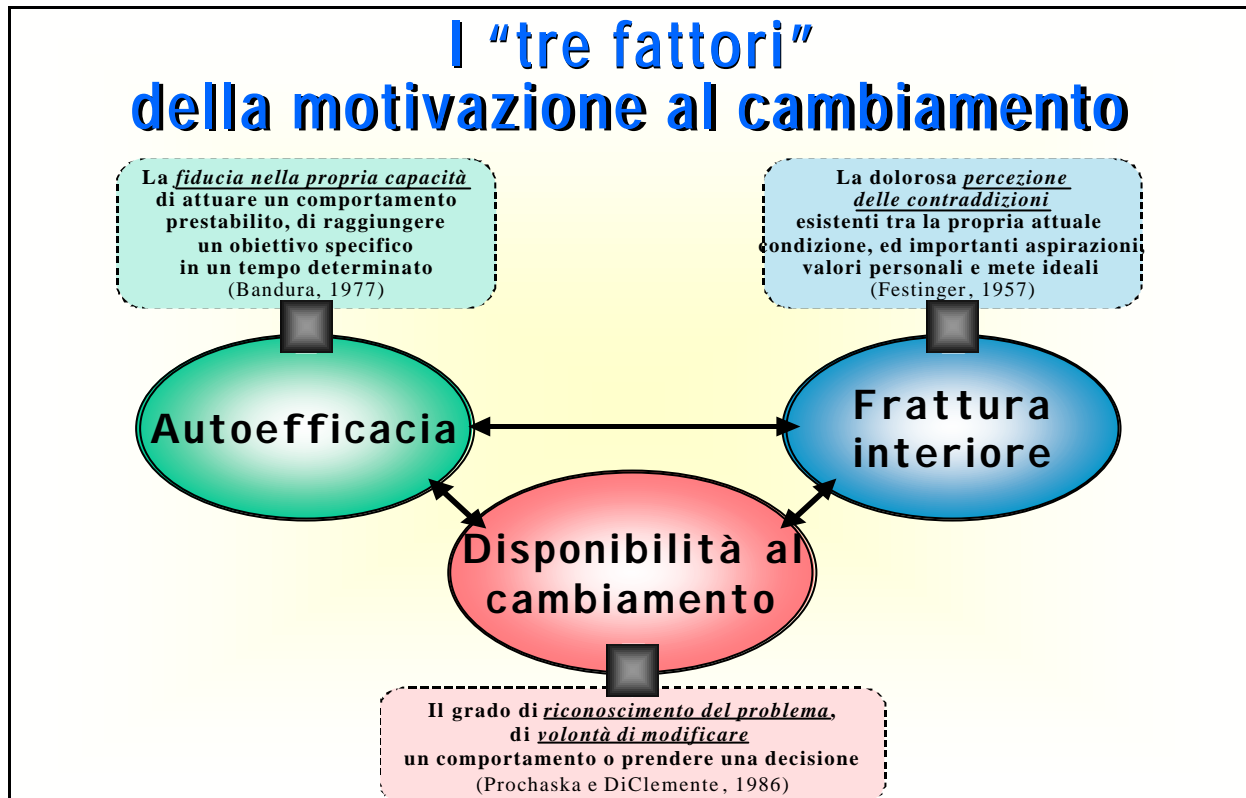 I “tre fattori”
della motivazione al cambiamento
La fiducia nella propria capacità
di attuare un comportamento
prestabilito, di raggiungere
un obiettivo specifico
in un tempo determinato
(Bandura, 1977)
La dolorosa percezione
delle contraddizioni
esistenti tra la propria attuale
condizione, ed importanti aspirazioni,
valori personali e mete ideali
(Festinger, 1957)
Autoefficacia
Frattura
interiore
Disponibilità al
cambiamento
Il grado di riconoscimento del problema,
di volontà di modificare
un comportamento o prendere una decisione
(Prochaska e DiClemente, 1986)